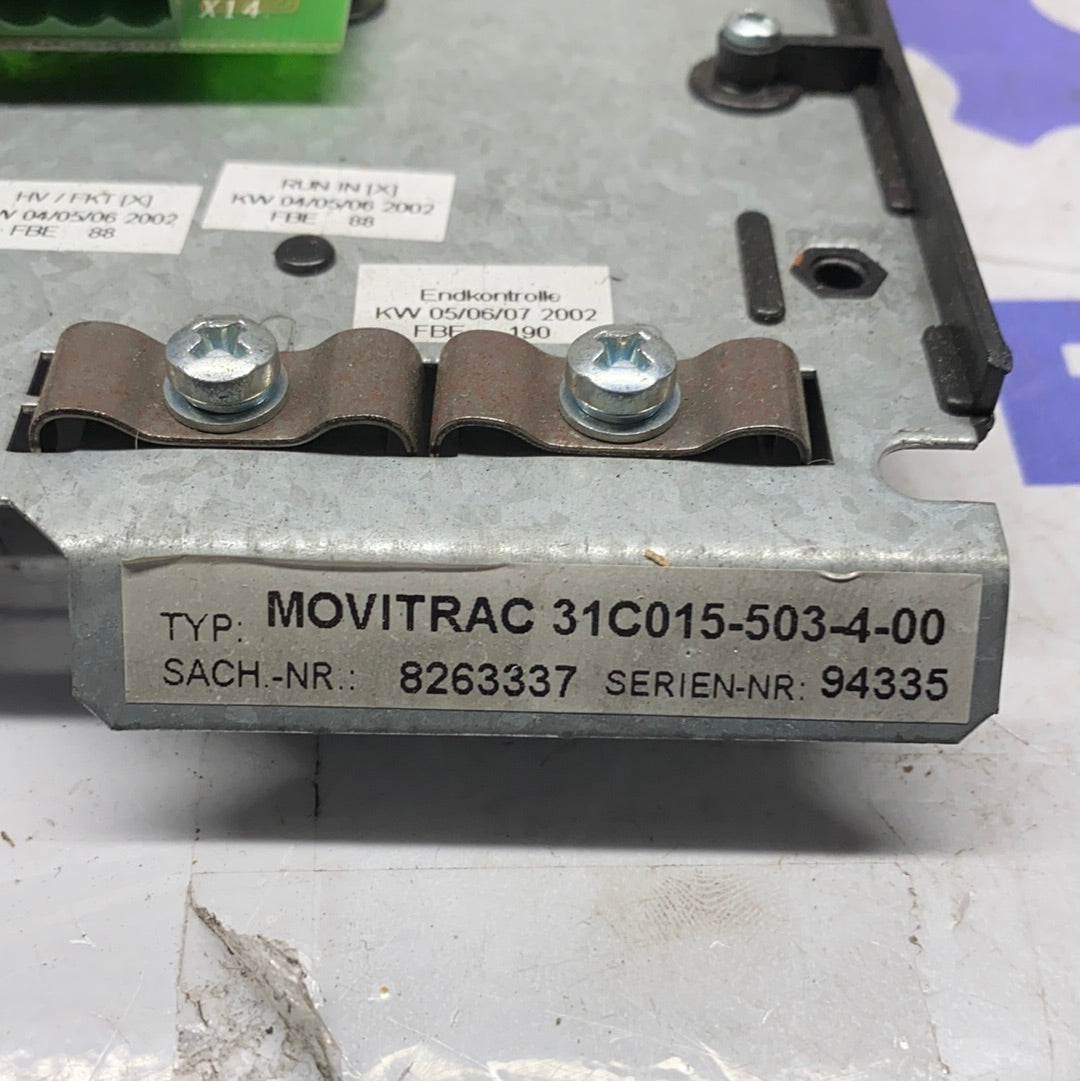 X14
HV / FKT [X]
KW 04/05/06 2002
FBE 88
RUN IN [X]
KW 04/05/06 2002
FBE 88
Endkontrolle
KW 05/06/07 2002
FBE 190
TYP: MOVITRAC 31C015-503-4-00
SACH.-NR.: 8263337 SERIEN-NR: 94335